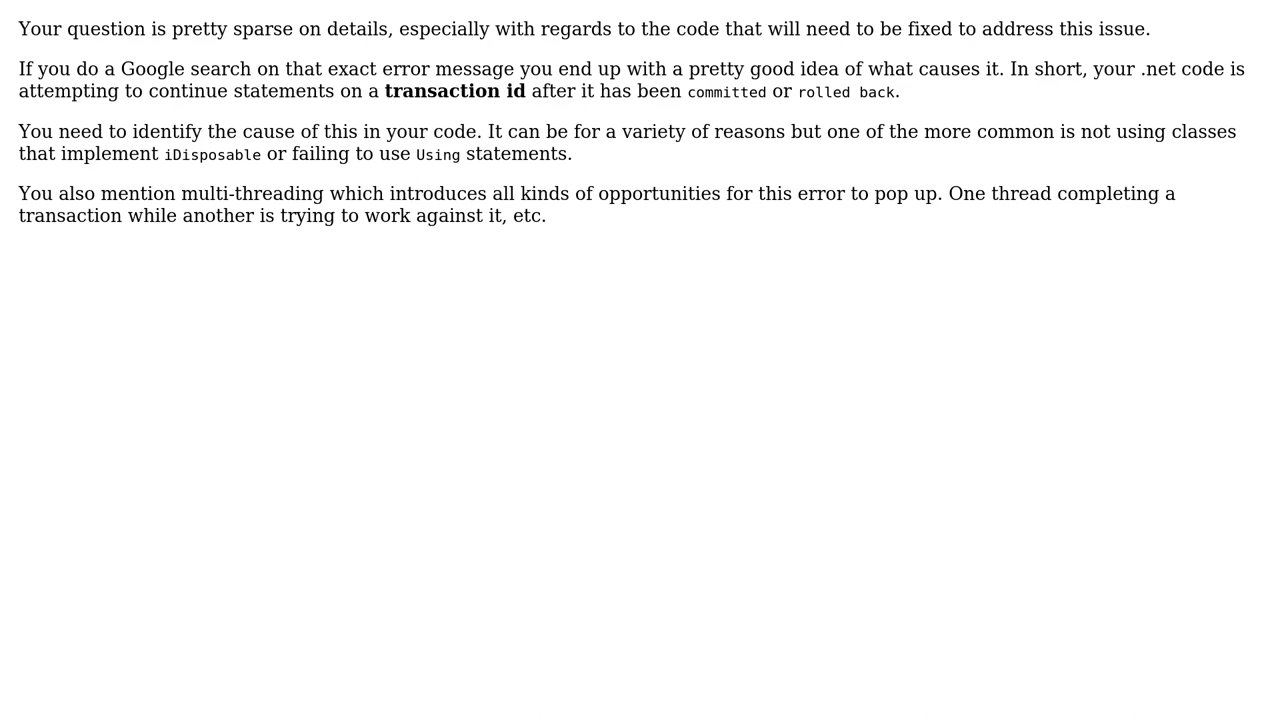 Your question is pretty sparse on details, especially with regards to the code that will need to be fixed to address this issue.
If you do a Google search on that exact error message you end up with a pretty good idea of what causes it. In short, your .net code is
attempting to continue statements on a transaction id after it has been committed or rolled back.
You need to identify the cause of this in your code. It can be for a variety of reasons but one of the more common is not using classes
that implement iDisposable or failing to use Using statements.
You also mention multi-threading which introduces all kinds of opportunities for this error to pop up. One thread completing a
transaction while another is trying to work against it, etc.